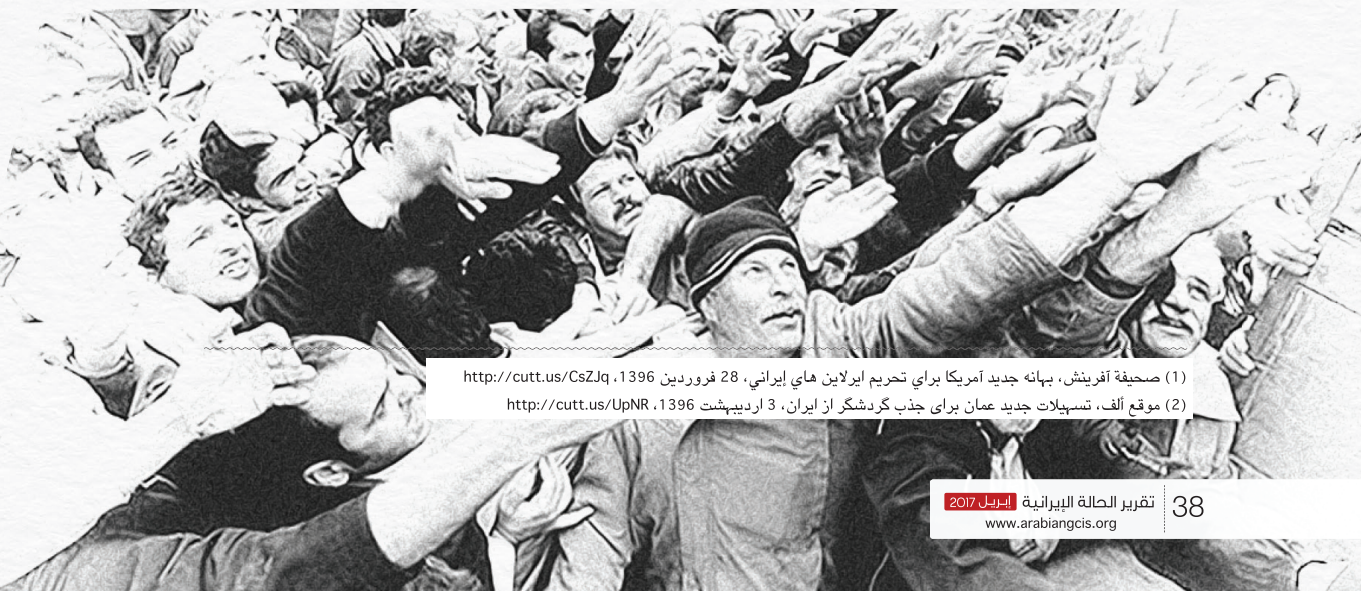 (1) صحيفة آفرينش، بهانه جديد آمريكا براي تحريم ايرلاين هاي إيراني، 28 فروردين 1396، http://cutt.us/CsZJq
(2) موقع ألف، تسهيلات جديد عمان برای جذب گردشگر از ايران، 3 ارديبهشت 1396، http://cutt.us/UpNR
38 تقرير الحالة الإيرانية إبريل 2017
www.arabiangcis.org